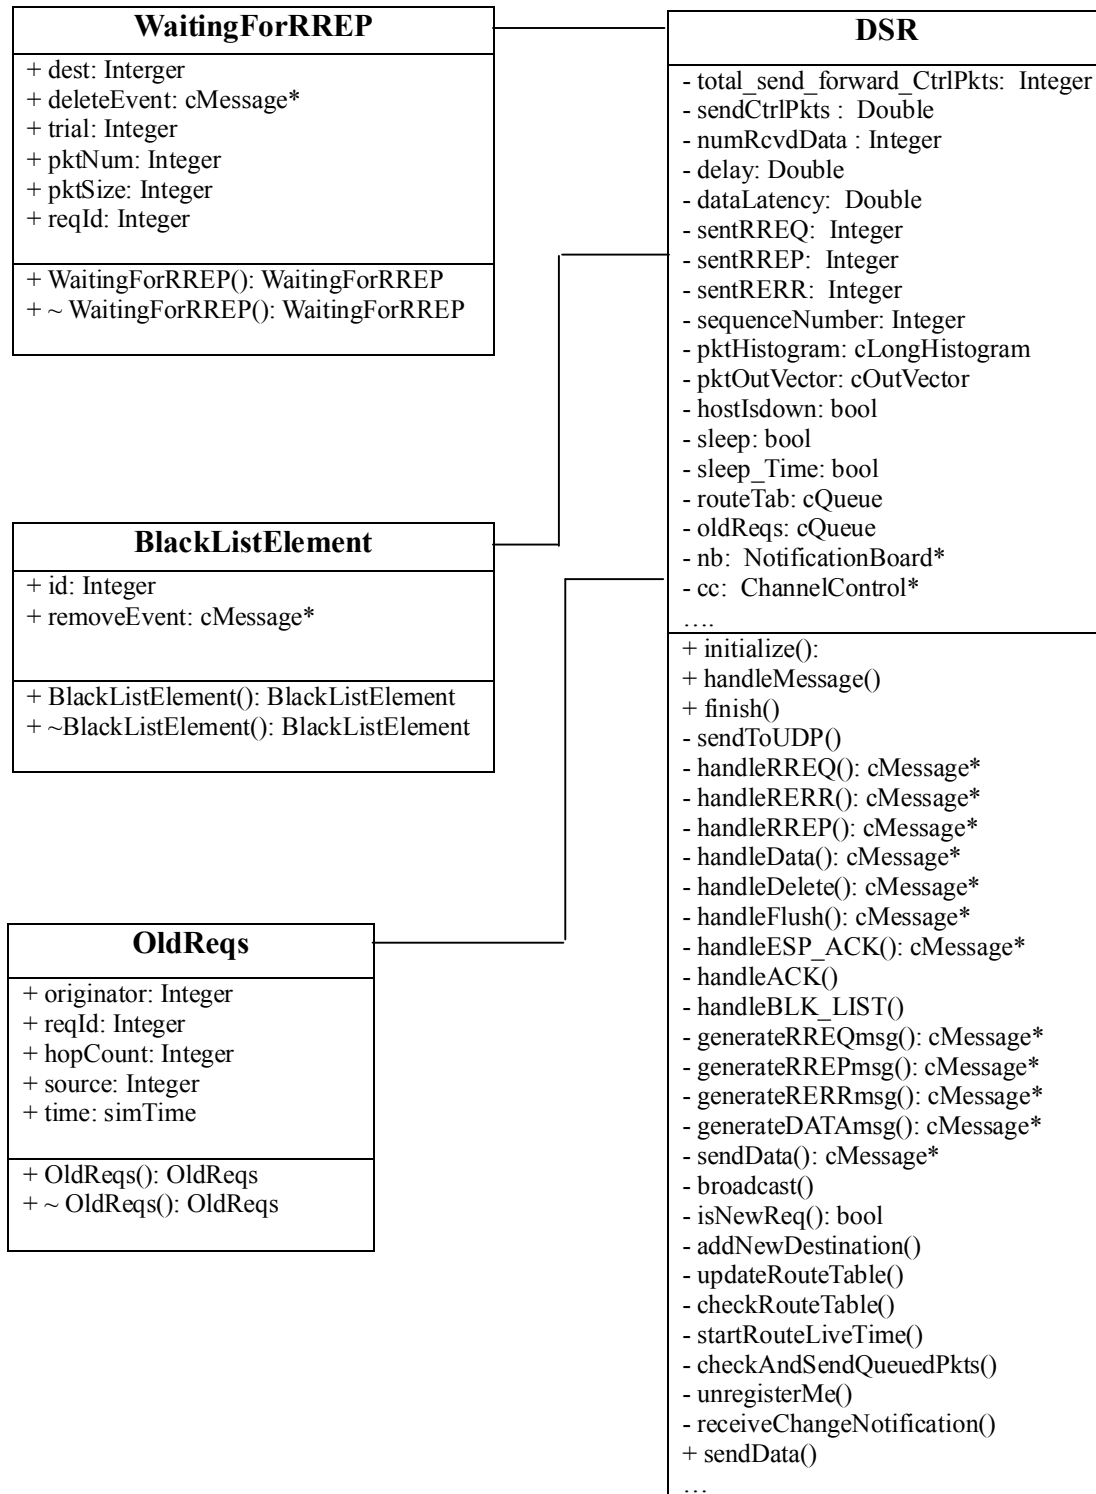 WaitingForRREP
+ dest: Interger
+ deleteEvent: cMessage*
+ trial: Integer
+ pktNum: Integer
+ pktSize: Integer
+ reqId: Integer
+ WaitingForRREP(): WaitingForRREP
+ ~ WaitingForRREP(): WaitingForRREP
BlackListElement
+ id: Integer
+ removeEvent: cMessage*
+ BlackListElement(): BlackListElement
+ ~BlackListElement(): BlackListElement
OldReqs
+ originator: Integer
+ reqId: Integer
+ hopCount: Integer
+ source: Integer
+ time: simTime
+ OldReqs(): OldReqs
+ ~ OldReqs(): OldReqs
DSR
- total_send_forward_CtrlPkts: Integer
- sendCtrlPkts : Double
- numRcvdData : Integer
- delay: Double
- dataLatency: Double
- sentRREQ: Integer
- sentRREP: Integer
- sentRERR: Integer
- sequenceNumber: Integer
- pktHistogram: cLongHistogram
- pktOutVector: cOutVector
- hostIsdown: bool
- sleep: bool
- sleep_Time: bool
- routeTab: cQueue
- oldReqs: cQueue
- nb: NotificationBoard*
- cc: ChannelControl*
….
+ initialize():
+ handleMessage()
+ finish()
- sendToUDP()
- handleRREQ(): cMessage*
- handleRERR(): cMessage*
- handleRREP(): cMessage*
- handleData(): cMessage*
- handleDelete(): cMessage*
- handleFlush(): cMessage*
- handleESP_ACK(): cMessage*
- handleACK()
- handleBLK_LIST()
- generateRREQmsg(): cMessage*
- generateRREPmsg(): cMessage*
- generateRERRmsg(): cMessage*
- generateDATAmsg(): cMessage*
- sendData(): cMessage*
- broadcast()
- isNewReq(): bool
- addNewDestination()
- updateRouteTable()
- checkRouteTable()
- startRouteLiveTime()
- checkAndSendQueuedPkts()
- unregisterMe()
- receiveChangeNotification()
+ sendData()
…